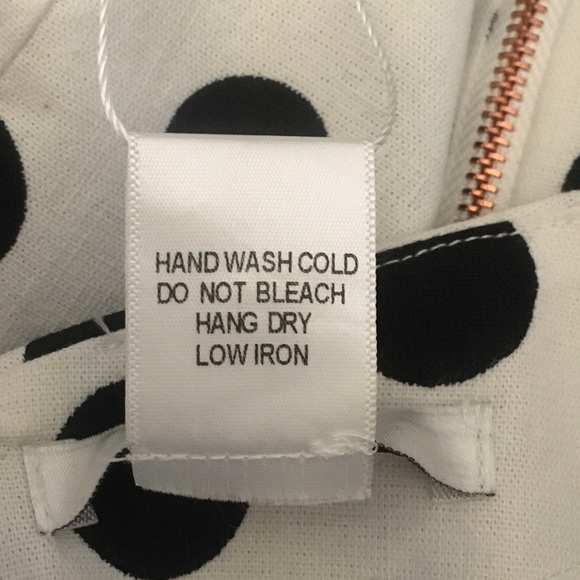 HAND WASH COLD
DO NOT BLEACH
HANG DRY
LOW IRON